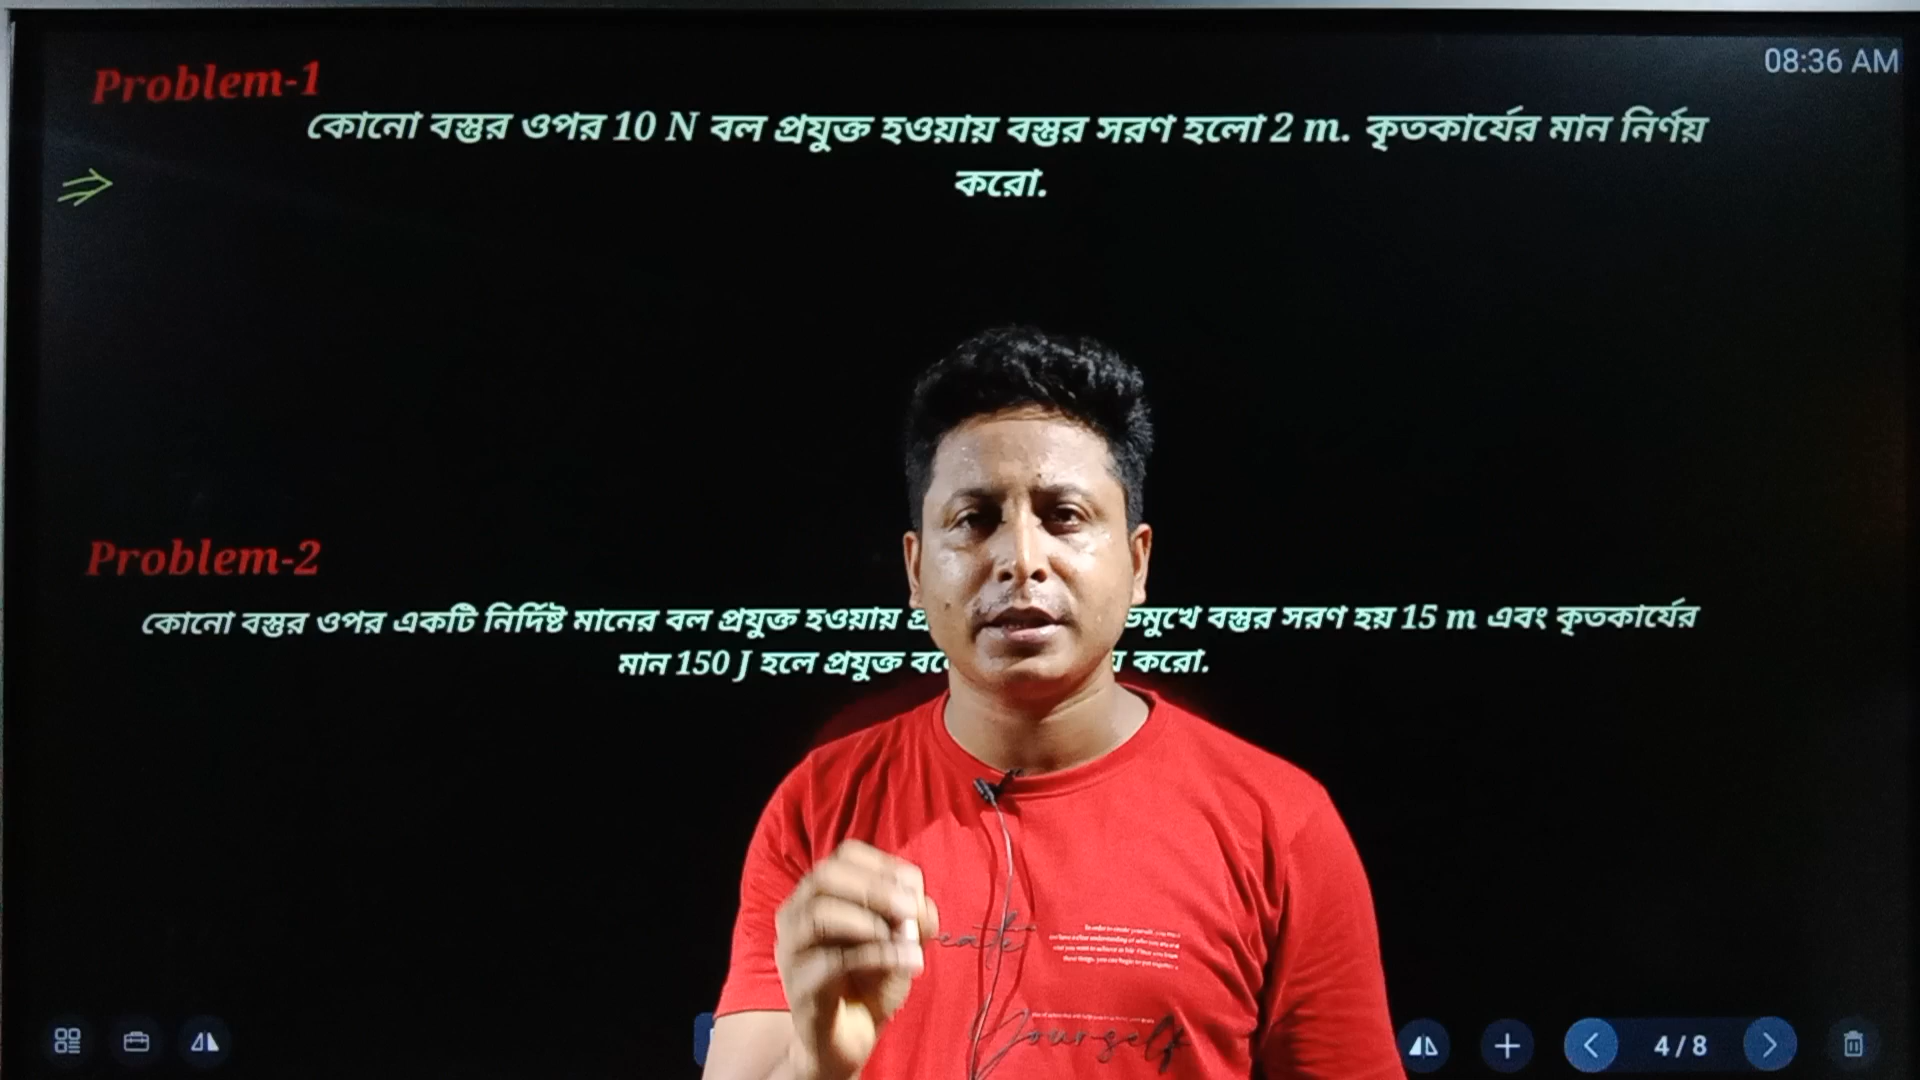 08:36 AM
Problem-1
কোনো বস্তুর ওপর 10 N বল প্রযুক্ত হওয়ায় বস্তুর সরণ হলো 2 m. কৃতকার্যের মান নির্ণয়
করো.
Problem-2
কোনো বস্তুর ওপর একটি নির্দিষ্ট মানের বল প্রযুক্ত হওয়ায় বস্তুর সরণ হয় 15 m এবং কৃতকার্যের
মান 150 J হলে প্রযুক্ত করো.
Yourself
4 / 8